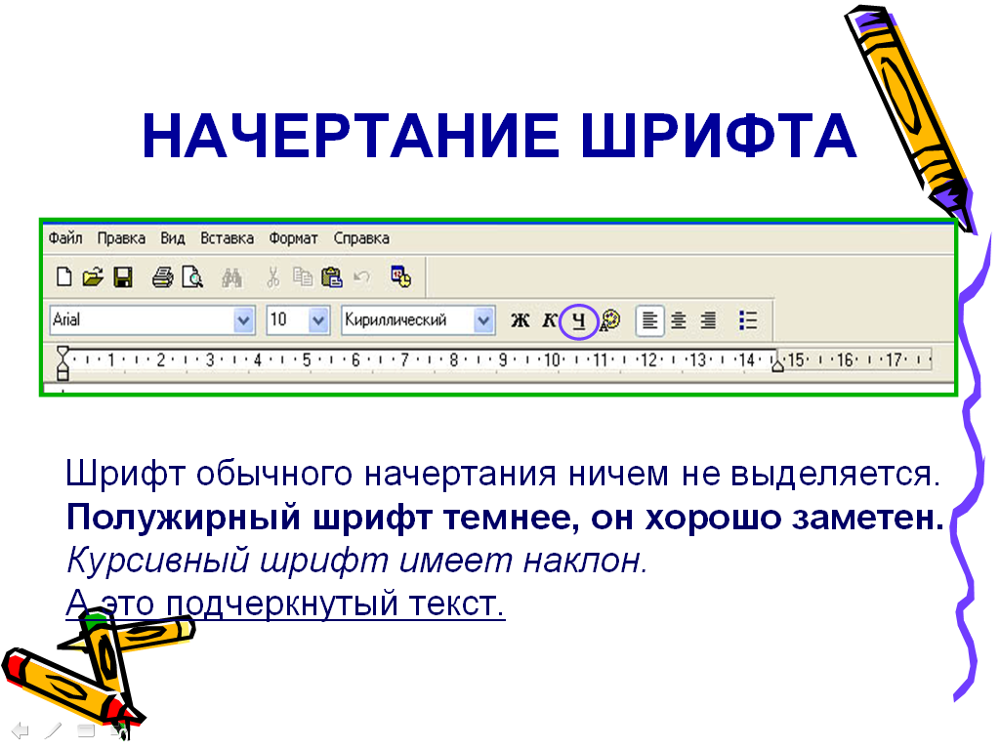 НАЧЕРТАНИЕ ШРИФТА
Файл Правка Вид Вставка Формат Справка
Arial 10 Кириллический Ж К Ч
1 2 3 4 5 6 7 8 9 10 11 12 13 14 15 16 17
Шрифт обычного начертания ничем не выделяется.
Полужирный шрифт темнее, он хорошо заметен.
Курсивный шрифт имеет наклон.
А это подчеркнутый текст.